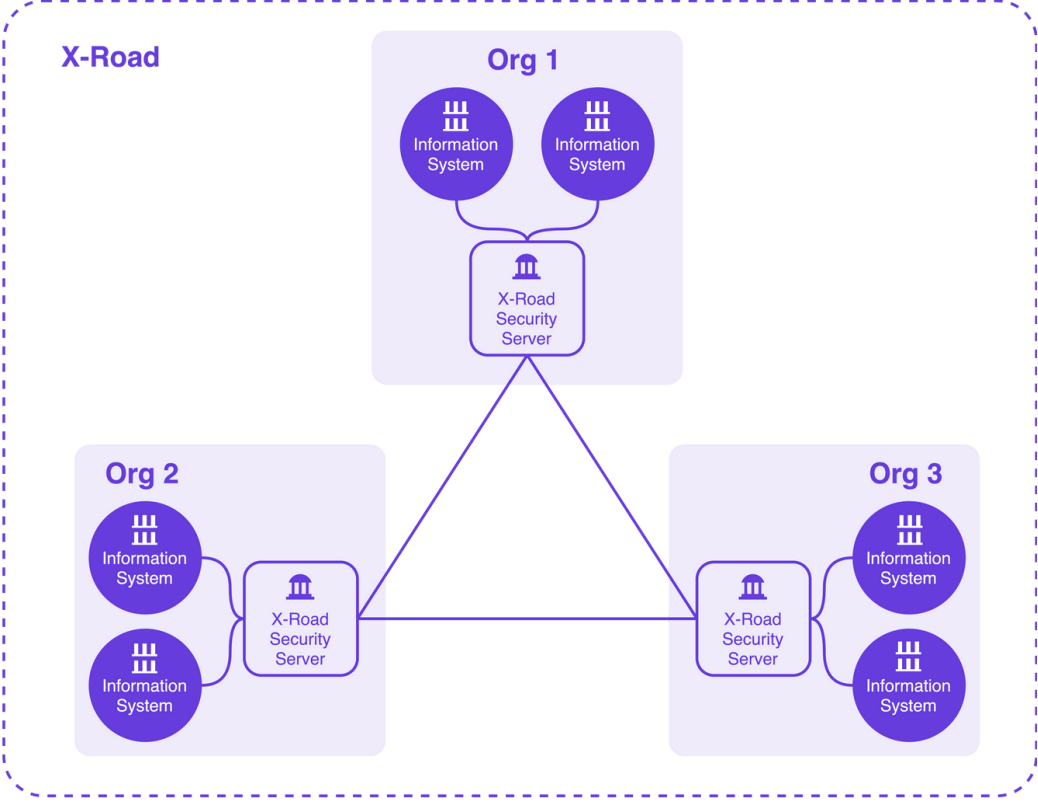 X-Road
Org 1
Information
System
Information
System
X-Road
Security
Server
Org 2
Information
System
Information
System
X-Road
Security
Server
Org 3
X-Road
Security
Server
Information
System
Information
System